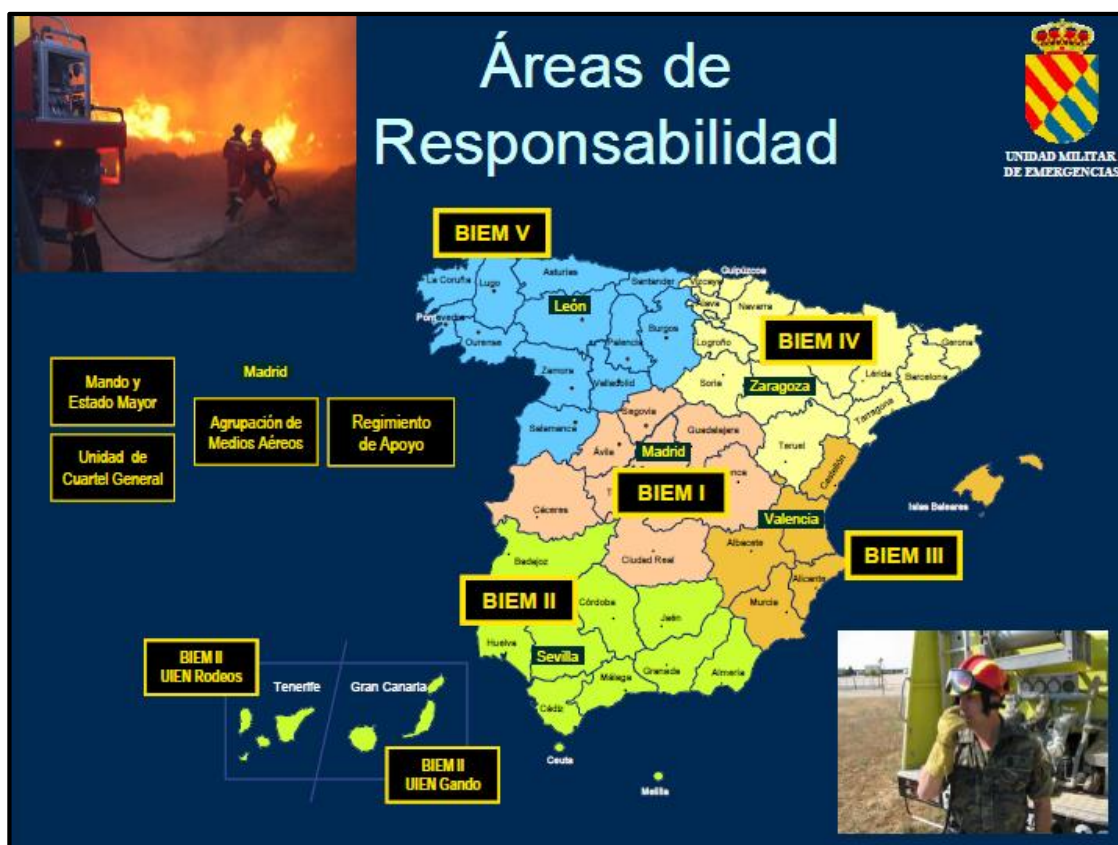 Áreas de
Responsabilidad
UNIDAD MILITAR
DE EMERGENCIAS
BIEM V
La Coruña
Lugo
Asturias
Santander
Vizcaya
Guipúzcoa
León
Álava
Navarra
Pontevedra
Ourense
Palencia
Burgos
Logroño
BIEM IV
Gerona
Zamora
Valladolid
Soria
Zaragoza
Lérida
Barcelona
Tarragona
Mando y
Estado Mayor
Madrid
Agrupación de
Medios Aéreos
Regimiento
de Apoyo
Unidad de
Cuartel General
Salamanca
Segovia
Ávila
Guadalajara
Madrid
Teruel
Castellón
BIEM I
Cáceres
Valencia
Islas Baleares
Ciudad Real
Albacete
BIEM III
Badajoz
Alicante
Murcia
BIEM II
Córdoba
Jaén
Huelva
Sevilla
Granada
Almería
Málaga
Cádiz
BIEM II
UIEN Rodeos
Tenerife
Gran Canaria
BIEM II
UIEN Gando
Ceuta
Melilla